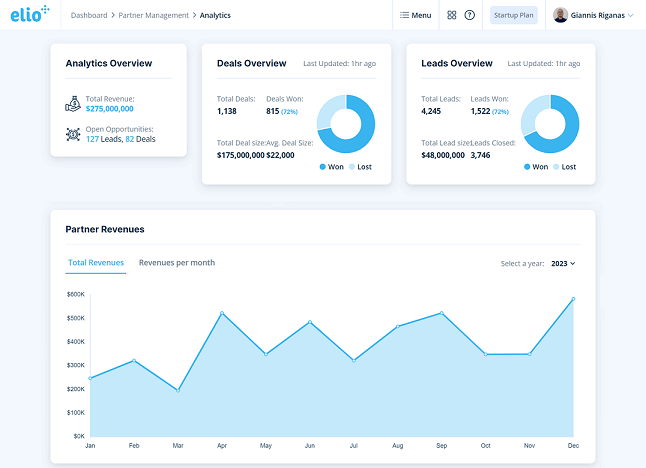 elio
Dashboard > Partner Management > Analytics
Menu
?
Startup Plan
Giannis Riganas
Analytics Overview
Total Revenue:
$275,000,000
Open Opportunities:
127 Leads, 82 Deals
Deals Overview
Last Updated: 1hr ago
Total Deals: Deals Won:
1,138 815 (72%)
Total Deal size: Avg. Deal Size:
$175,000,000 $22,000
Won Lost
Leads Overview
Last Updated: 1hr ago
Total Leads: Leads Won:
4,245 1,522 (72%)
Total Lead size: Leads Closed:
$48,000,000 3,746
Won Lost
Partner Revenues
Total Revenues Revenues per month
Select a year: 2023
$600K
$500K
$400K
$300K
$200K
$100K
$0K
Jan Feb Mar Apr May Jun Jul Aug Sep Oct Nov Dec